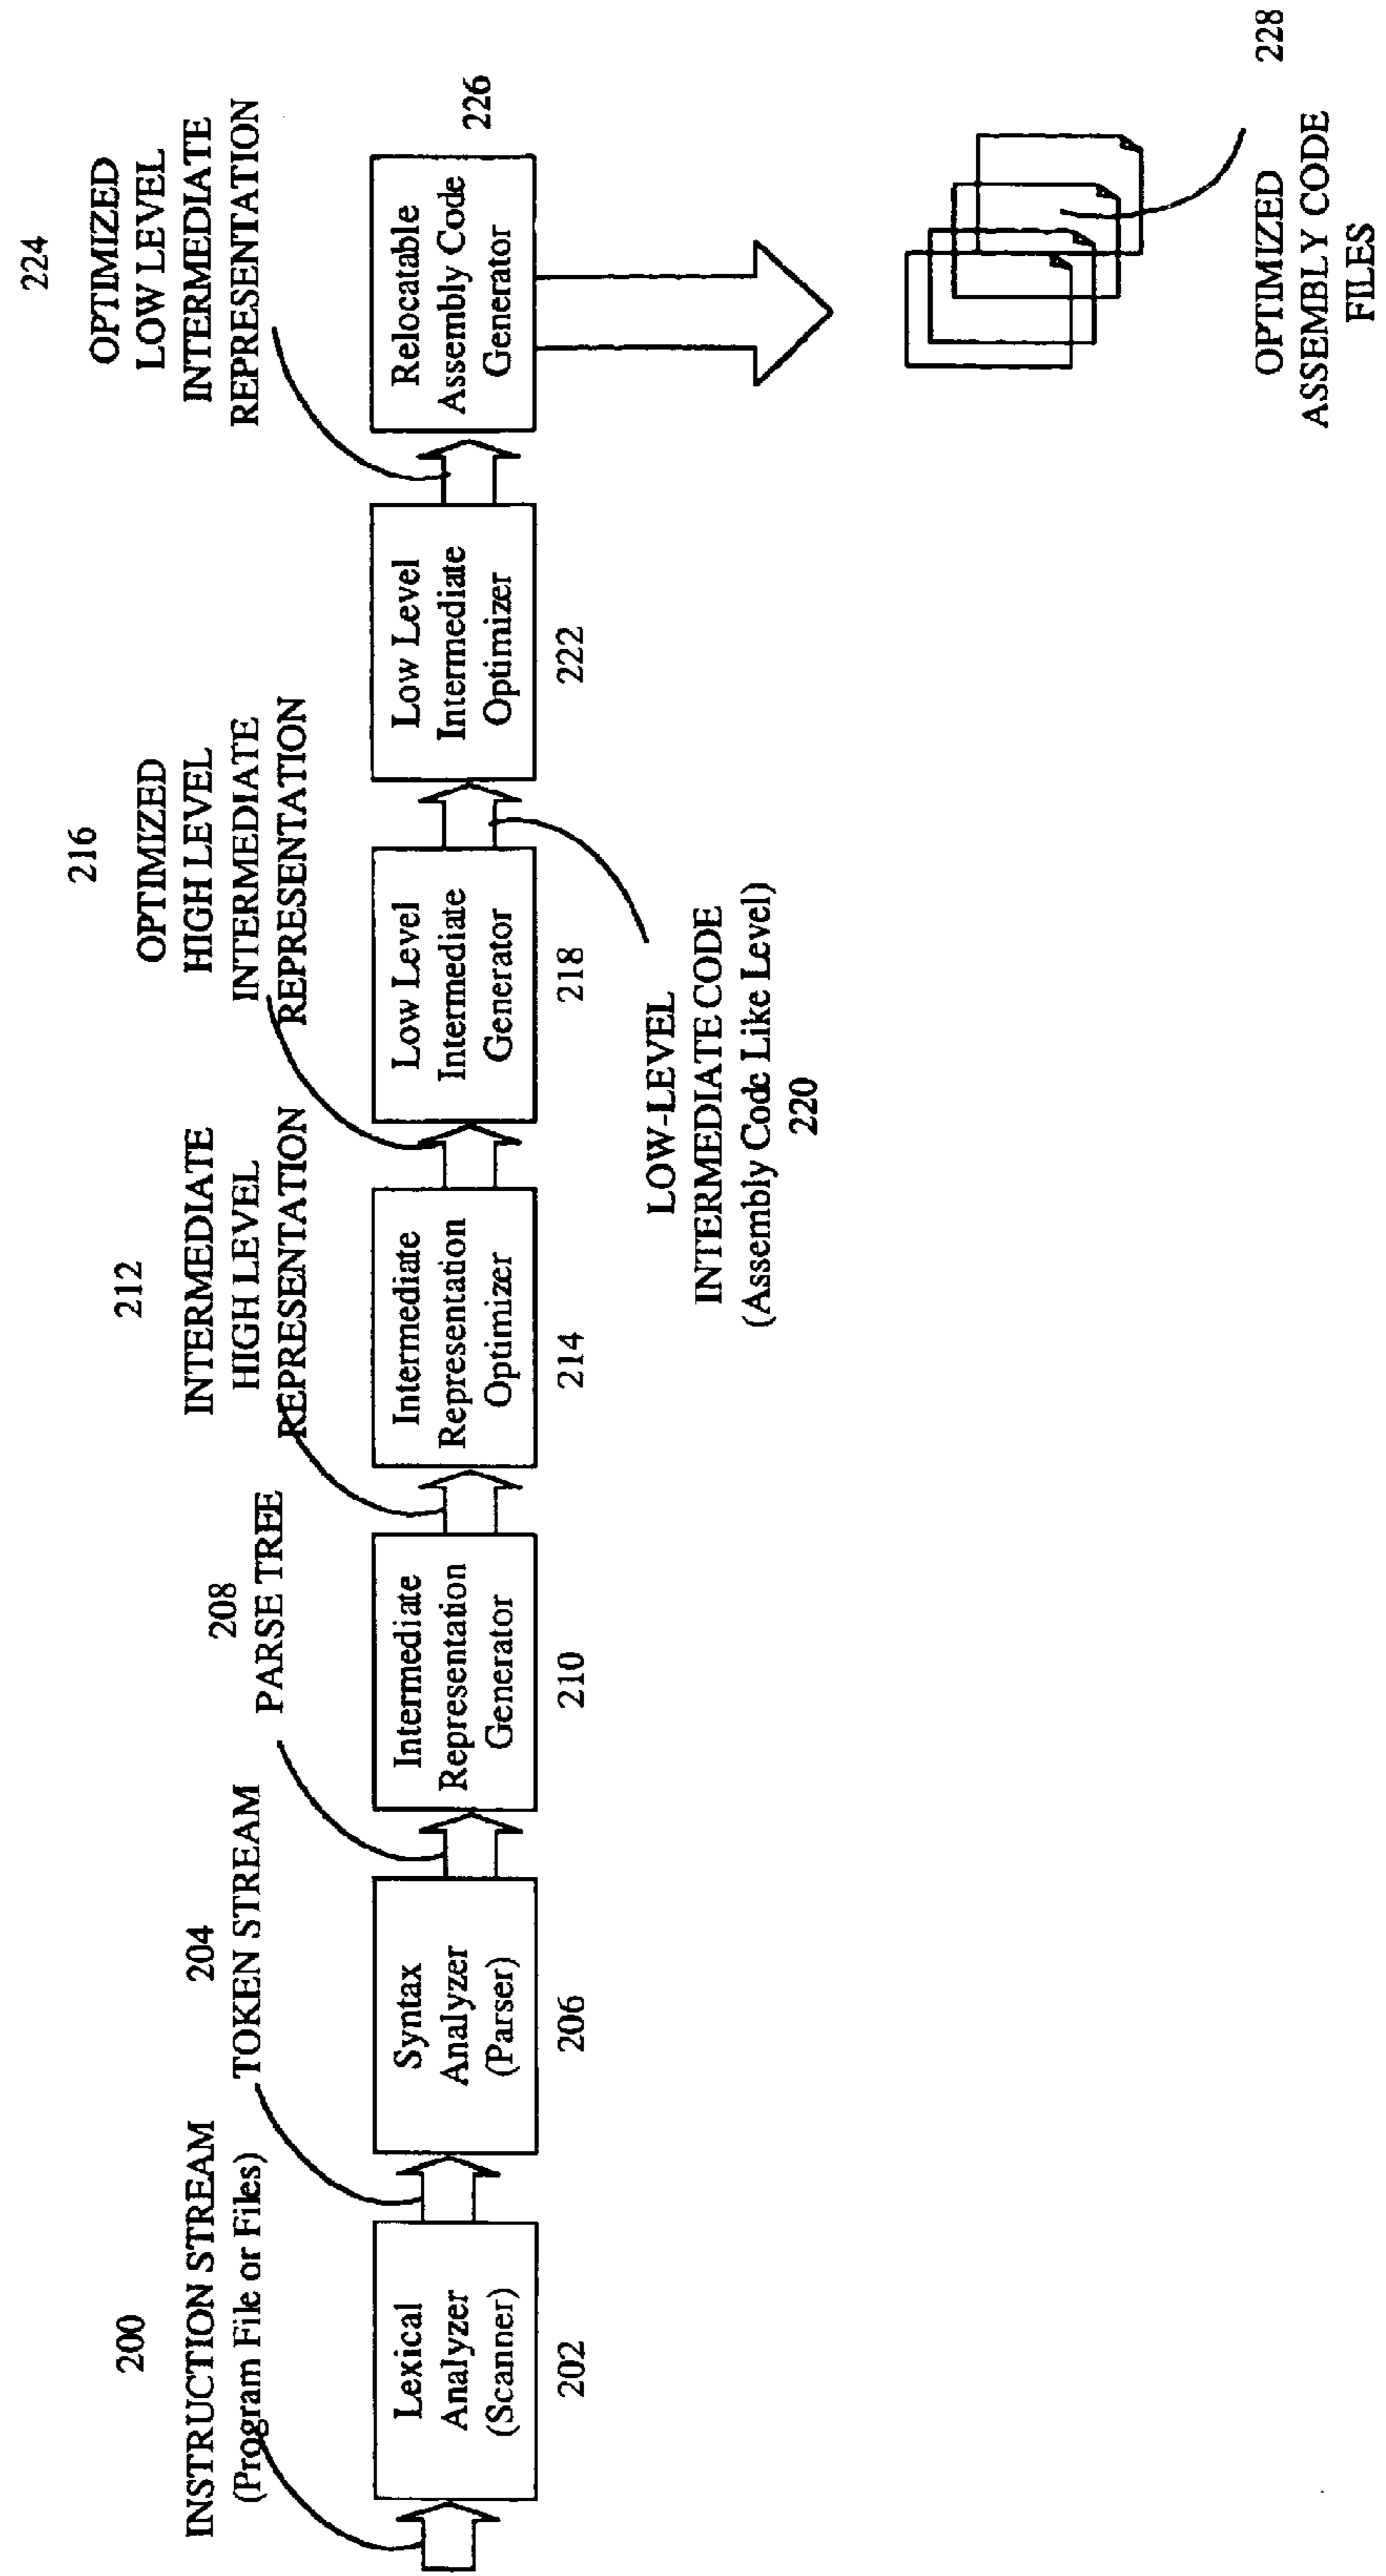 200
INSTRUCTION STREAM
(Program File or Files)
204
TOKEN STREAM
208
PARSE TREE
212
INTERMEDIATE
HIGH LEVEL
REPRESENTATION
216
OPTIMIZED
HIGH LEVEL
INTERMEDIATE
REPRESENTATION
224
OPTIMIZED
LOW LEVEL
INTERMEDIATE
REPRESENTATION
Lexical
Analyzer
(Scanner)
202
Syntax
Analyzer
(Parser)
206
Intermediate
Representation
Generator
210
Intermediate
Representation
Optimizer
214
Low Level
Intermediate
Generator
218
Low Level
Intermediate
Optimizer
222
Relocatable
Assembly Code
Generator
226
LOW-LEVEL
INTERMEDIATE CODE
(Assembly Code Like Level)
220
228
OPTIMIZED
ASSEMBLY CODE
FILES